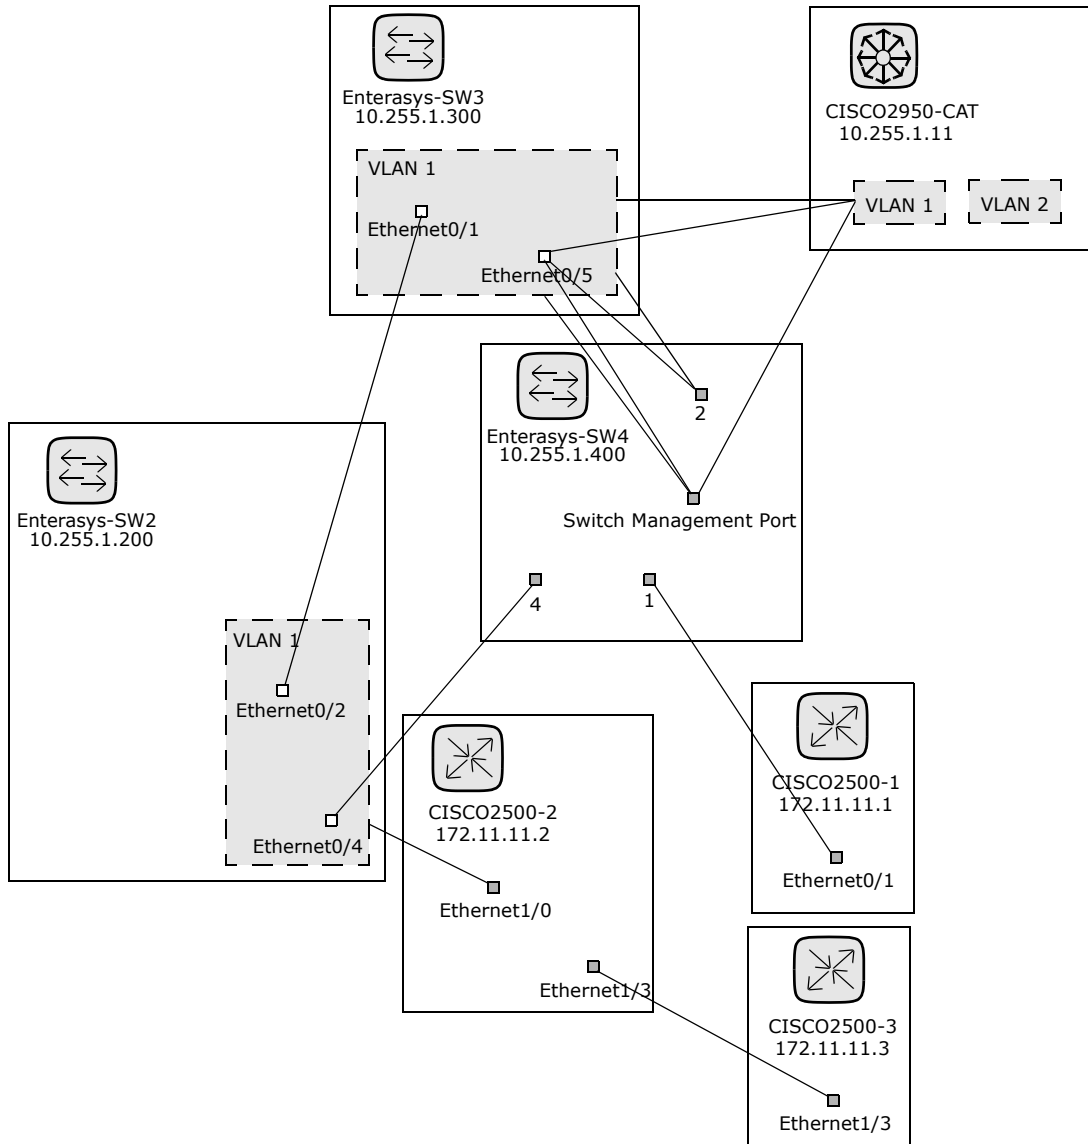 Enterasys-SW3
10.255.1.300
VLAN 1
Ethernet0/1
Ethernet0/5
CISCO2950-CAT
10.255.1.11
VLAN 1
VLAN 2
Enterasys-SW4
10.255.1.400
2
Switch Management Port
4
1
Enterasys-SW2
10.255.1.200
VLAN 1
Ethernet0/2
Ethernet0/4
CISCO2500-2
172.11.11.2
Ethernet1/0
Ethernet1/3
CISCO2500-1
172.11.11.1
Ethernet0/1
CISCO2500-3
172.11.11.3
Ethernet1/3